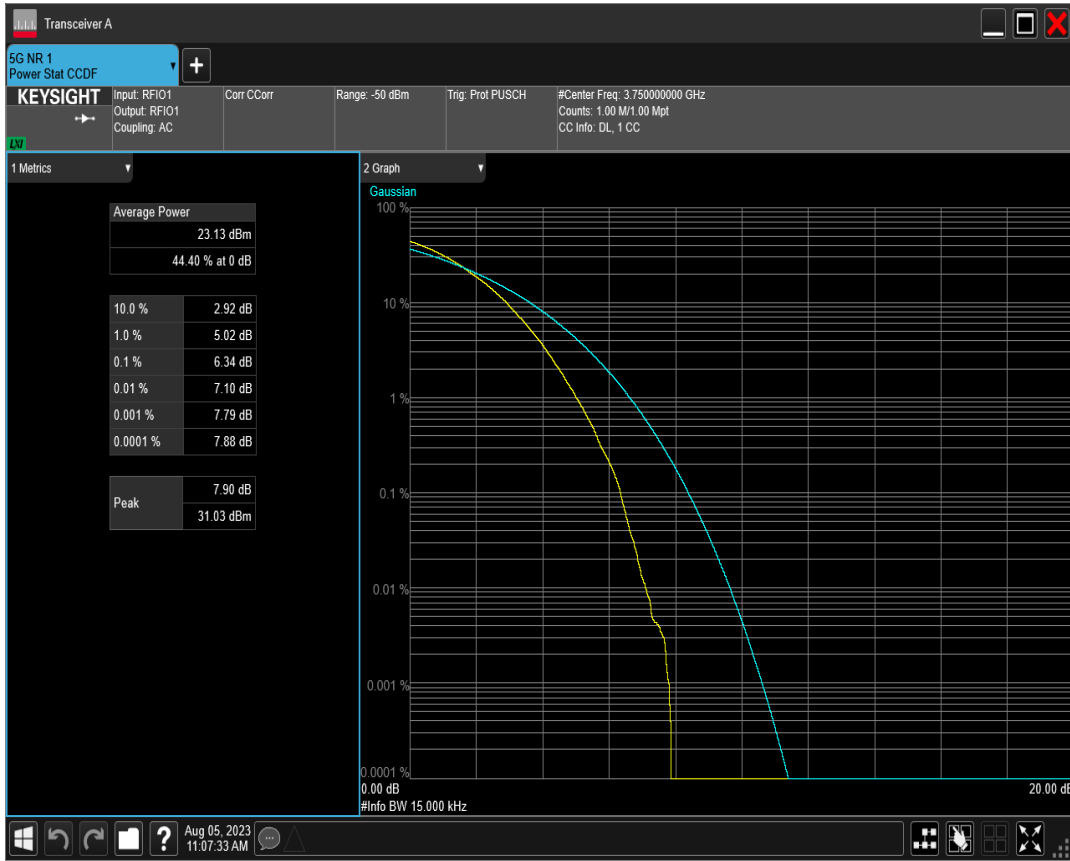 Transceiver A
5G NR 1
Power Stat CCDF
KEYSIGHT
LXI
Input: RFIO1
Output: RFIO1
Coupling: AC
Corr CCorr
Range: -50 dBm
Trig: Prot PUSCH
#Center Freq: 3.750000000 GHz
Counts: 1.00 M/1.00 Mpt
CC Info: DL, 1 CC
1 Metrics
Average Power
23.13 dBm
44.40 % at 0 dB
10.0 % 2.92 dB
1.0 % 5.02 dB
0.1 % 6.34 dB
0.01 % 7.10 dB
0.001 % 7.79 dB
0.0001 % 7.88 dB
Peak
7.90 dB
31.03 dBm
2 Graph
Gaussian
100 %
10 %
1 %
0.1 %
0.01 %
0.001 %
0.0001 %
0.00 dB
20.00 dB
#Info BW 15.000 kHz
Aug 05, 2023
11:07:33 AM